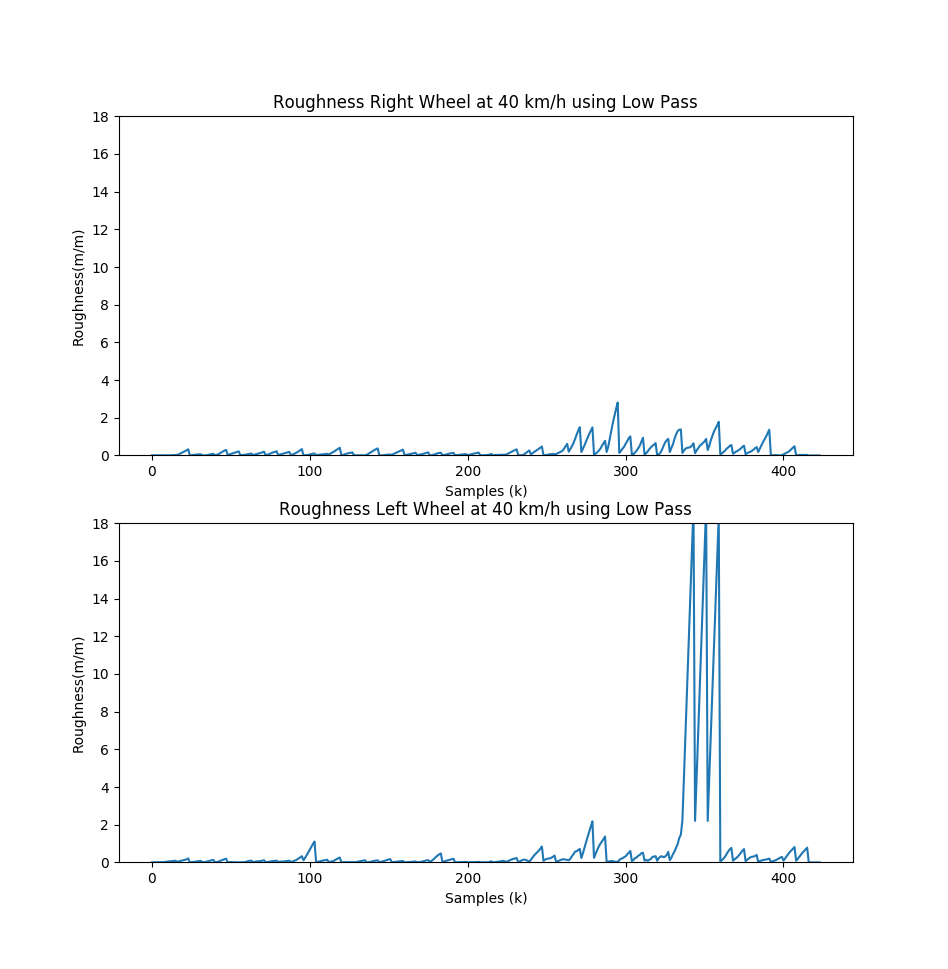 Roughness Right Wheel at 40 km/h using Low Pass
18
16
14
12
10
8
6
4
2
0
Roughness(m/m)
0 100 200 300 400
Samples (k)
Roughness Left Wheel at 40 km/h using Low Pass
18
16
14
12
10
8
6
4
2
0
Roughness(m/m)
0 100 200 300 400
Samples (k)